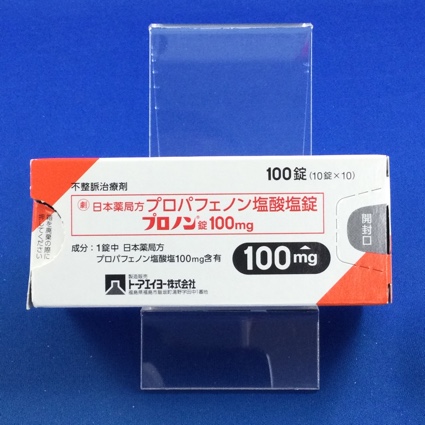 100錠(10錠×10)
不整脈治療剤
劇 日本薬局方 プロパフェノン塩酸塩錠
プロノン®錠100mg
開封口
成分:1錠中 日本薬局方
プロパフェノン塩酸塩100mg含有
100mg
製造販売
トーアエイヨー株式会社